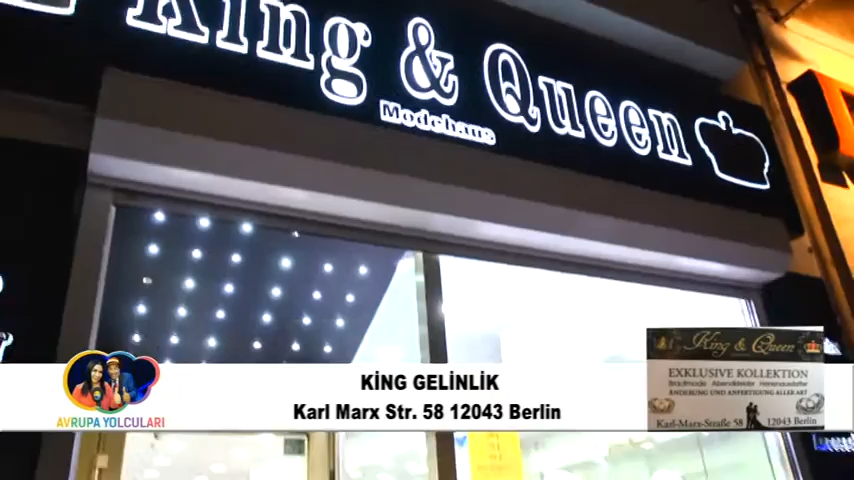 King & Queen
Modehaus
KİNG GELİNLİK
Karl Marx Str. 58 12043 Berlin
AVRUPA YOLCULARI
King & Queen
EXKLUSIVE KOLLEKTION
Brautmode Abendkleider Herrenausstatter
ÄNDERUNG UND ANFERTIGUNG ALLER ART
Karl-Marx-Straße 58 12043 Berlin